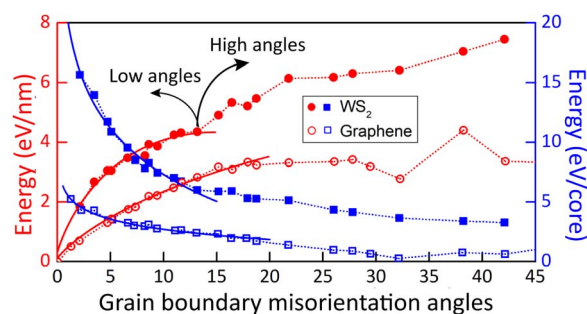 8
6
4
2
0
Energy (eV/nm)
High angles
Low angles
WS₂
Graphene
20
15
10
5
0
Energy (eV/core)
0 5 10 15 20 25 30 35 40 45
Grain boundary misorientation angles